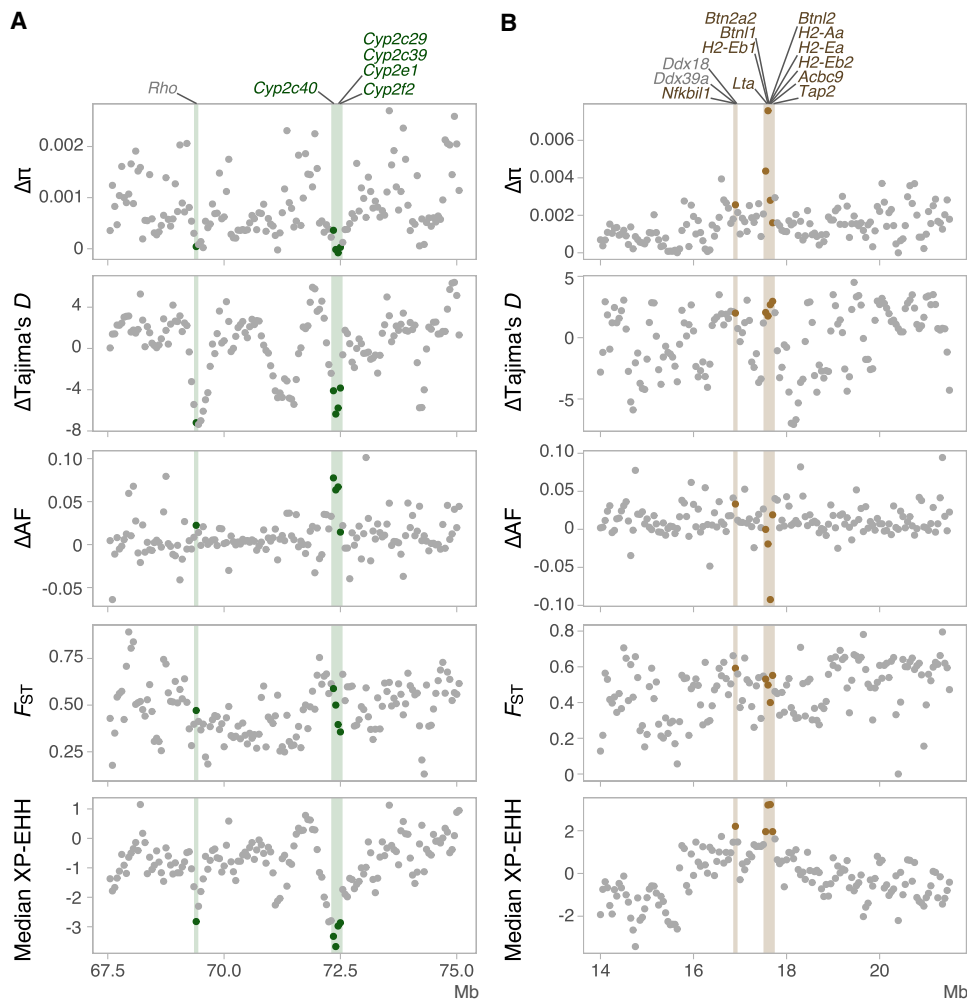 A
Cyp2c29
Cyp2c39
Cyp2e1
Cyp2f2
Cyp2c40
Rho
Δπ
0.002
0.001
0
ΔTajima's D
4
0
-4
-8
ΔAF
0.10
0.05
0
-0.05
FST
0.75
0.50
0.25
Median XP-EHH
1
0
-1
-2
-3
67.5 70.0 72.5 75.0
Mb
B
Btn2a2
Btnl1
H2-Eb1
Ddx18
Ddx39a
Nfkbil1
Lta
Btnl2
H2-Aa
H2-Ea
H2-Eb2
Acbc9
Tap2
Δπ
0.006
0.004
0.002
0
ΔTajima's D
5
0
-5
ΔAF
0.10
0.05
0
-0.05
-0.10
FST
0.8
0.6
0.4
0.2
0
Median XP-EHH
2
0
-2
14 16 18 20
Mb